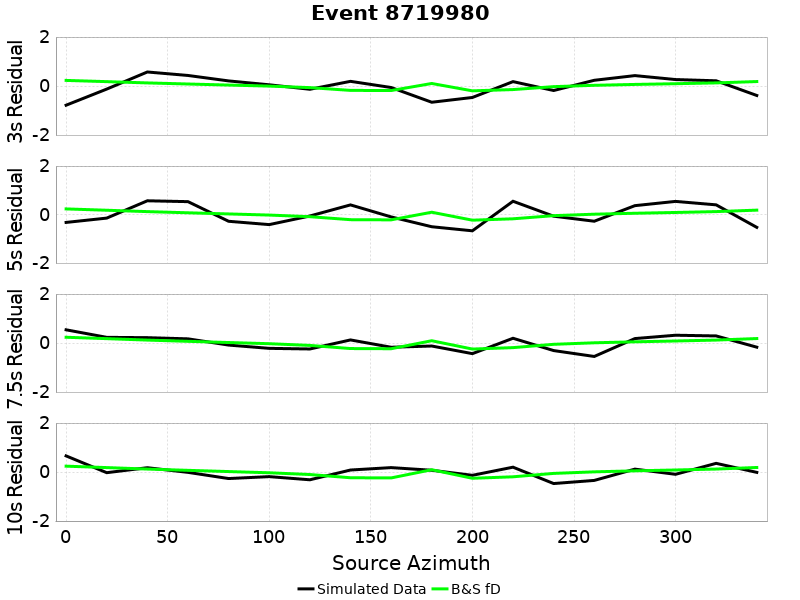 Event 8719980
3s Residual
2
0
-2
5s Residual
2
0
-2
7.5s Residual
2
0
-2
10s Residual
2
0
-2
0 50 100 150 200 250 300
Source Azimuth
Simulated Data B&S fD